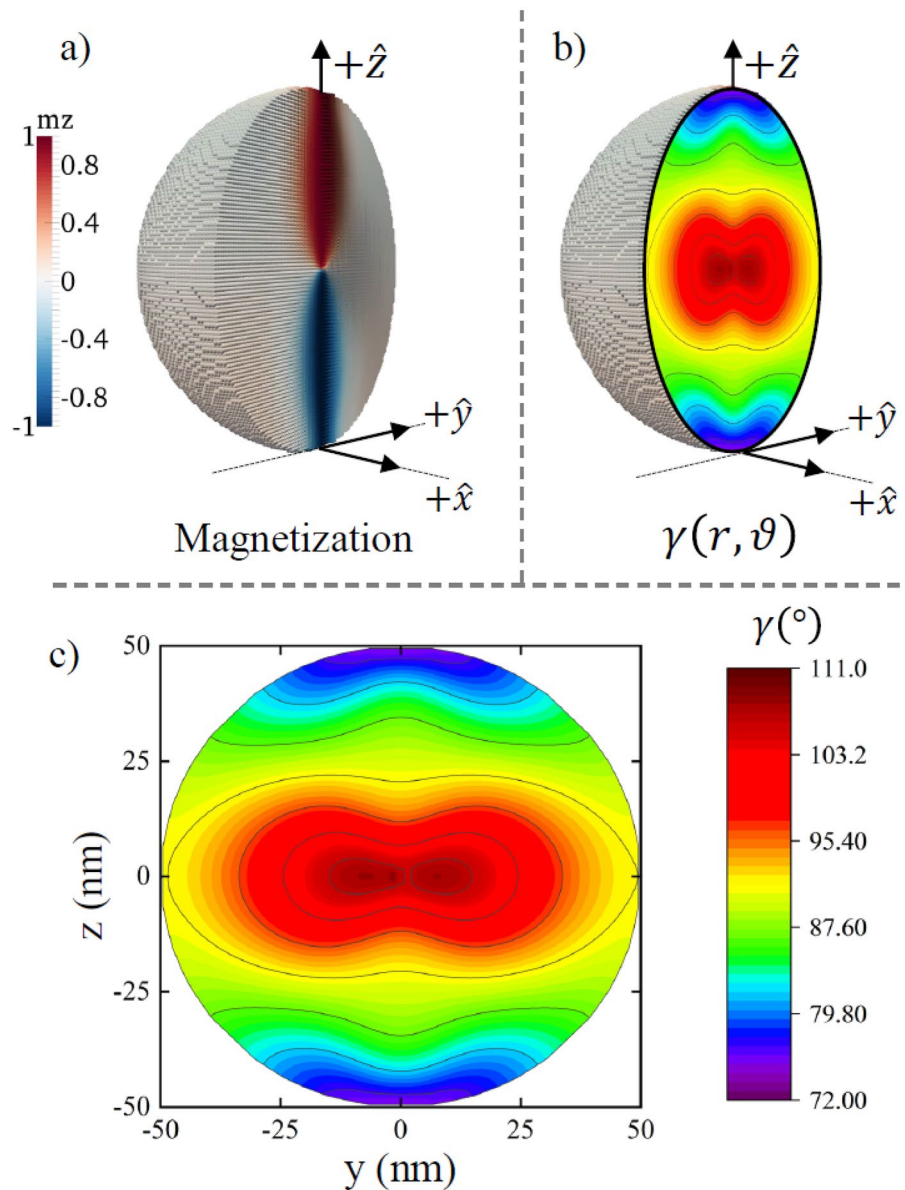 a)
+ẑ
1 mz
0.8
0.4
0
-0.4
-0.8
-1
+ŷ
+x̂
Magnetization
b)
+ẑ
+ŷ
+x̂
γ(r, ϑ)
c)
50
25
0
-25
-50
z (nm)
-50 -25 0 25 50
y (nm)
γ(°)
111.0
103.2
95.40
87.60
79.80
72.00